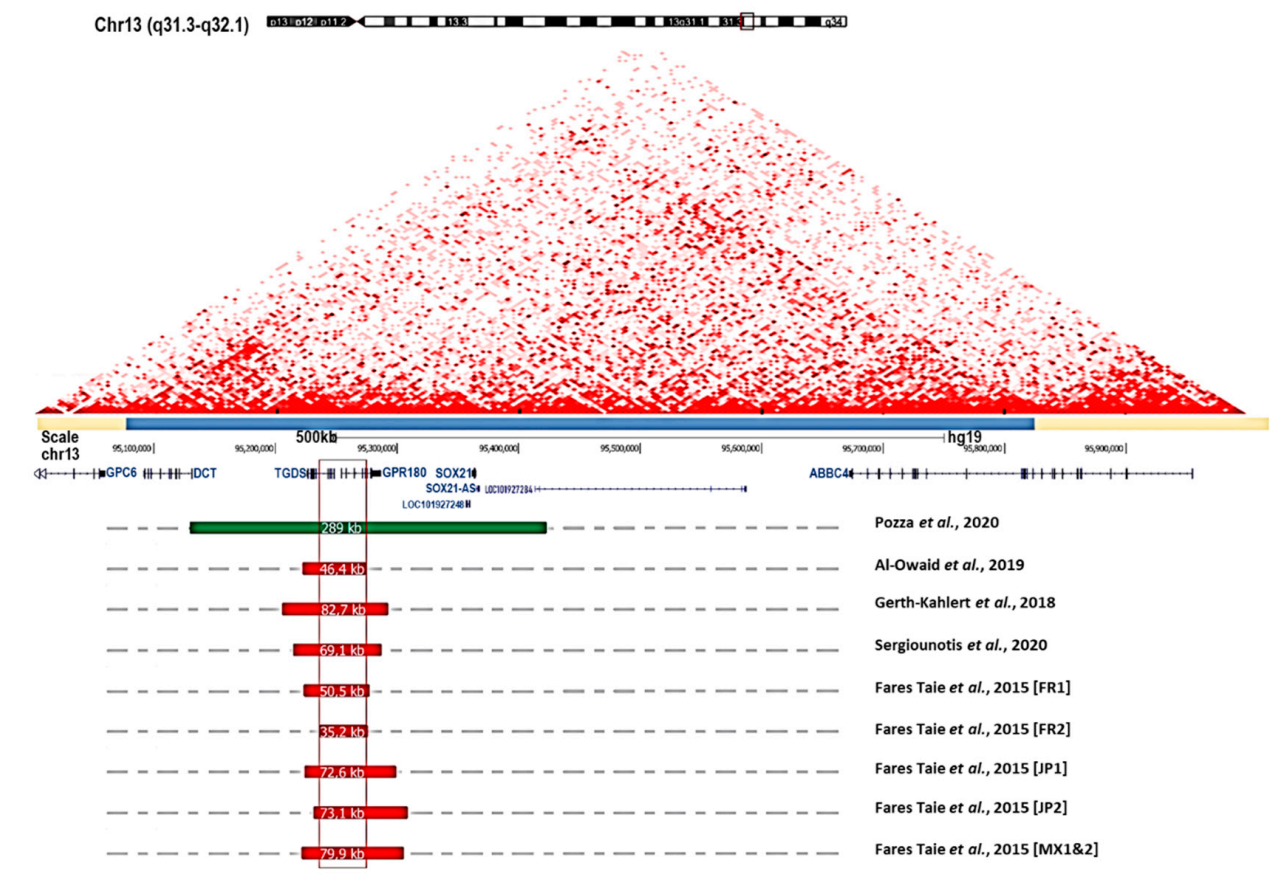 Chr13 (q31.3-q32.1) p13 p12 p11.2 13.3 13q31.1 31.3 q34
Scale 500kb hg19
chr13 95,100,000 95,200,000 95,300,000 95,400,000 95,500,000 95,600,000 95,700,000 95,800,000 95,900,000
GPC6 DCT TGDS GPR180 SOX21 ABBC4
SOX21-AS LOC101927284
LOC101927248
289 kb Pozza et al., 2020
46,4 kb Al-Owaid et al., 2019
82,7 kb Gerth-Kahlert et al., 2018
69,1 kb Sergiounotis et al., 2020
50,5 kb Fares Taie et al., 2015 [FR1]
35,2 kb Fares Taie et al., 2015 [FR2]
72,6 kb Fares Taie et al., 2015 [JP1]
73,1 kb Fares Taie et al., 2015 [JP2]
79,9 kb Fares Taie et al., 2015 [MX1&2]